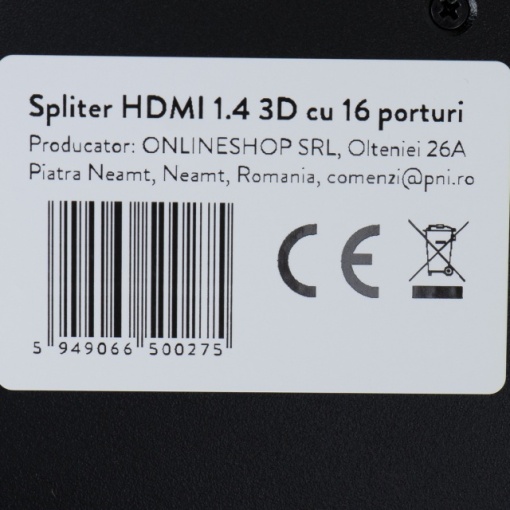 Spliter HDMI 1.4 3D cu 16 porturi
Producator: ONLINESHOP SRL, Olteniei 26A
Piatra Neamt, Neamt, Romania, comenzi@pni.ro
CE
5 949066 500275